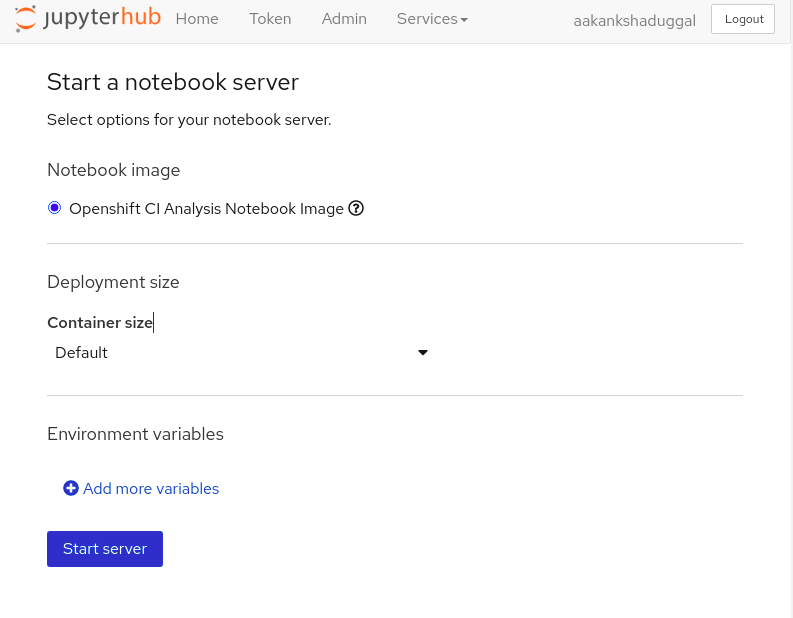 jupyterhub Home Token Admin Services aakankshaduggal Logout
Start a notebook server
Select options for your notebook server.
Notebook image
Openshift CI Analysis Notebook Image ?
Deployment size
Container size
Default
Environment variables
Add more variables
Start server